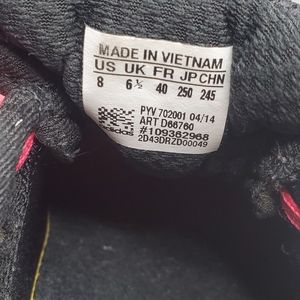 MADE IN VIETNAM
US UK FR JP CHN
8 6½ 40 250 245
PYV 702001 04/14
ART D66760
#109362968
2D43DRZD00049
adidas